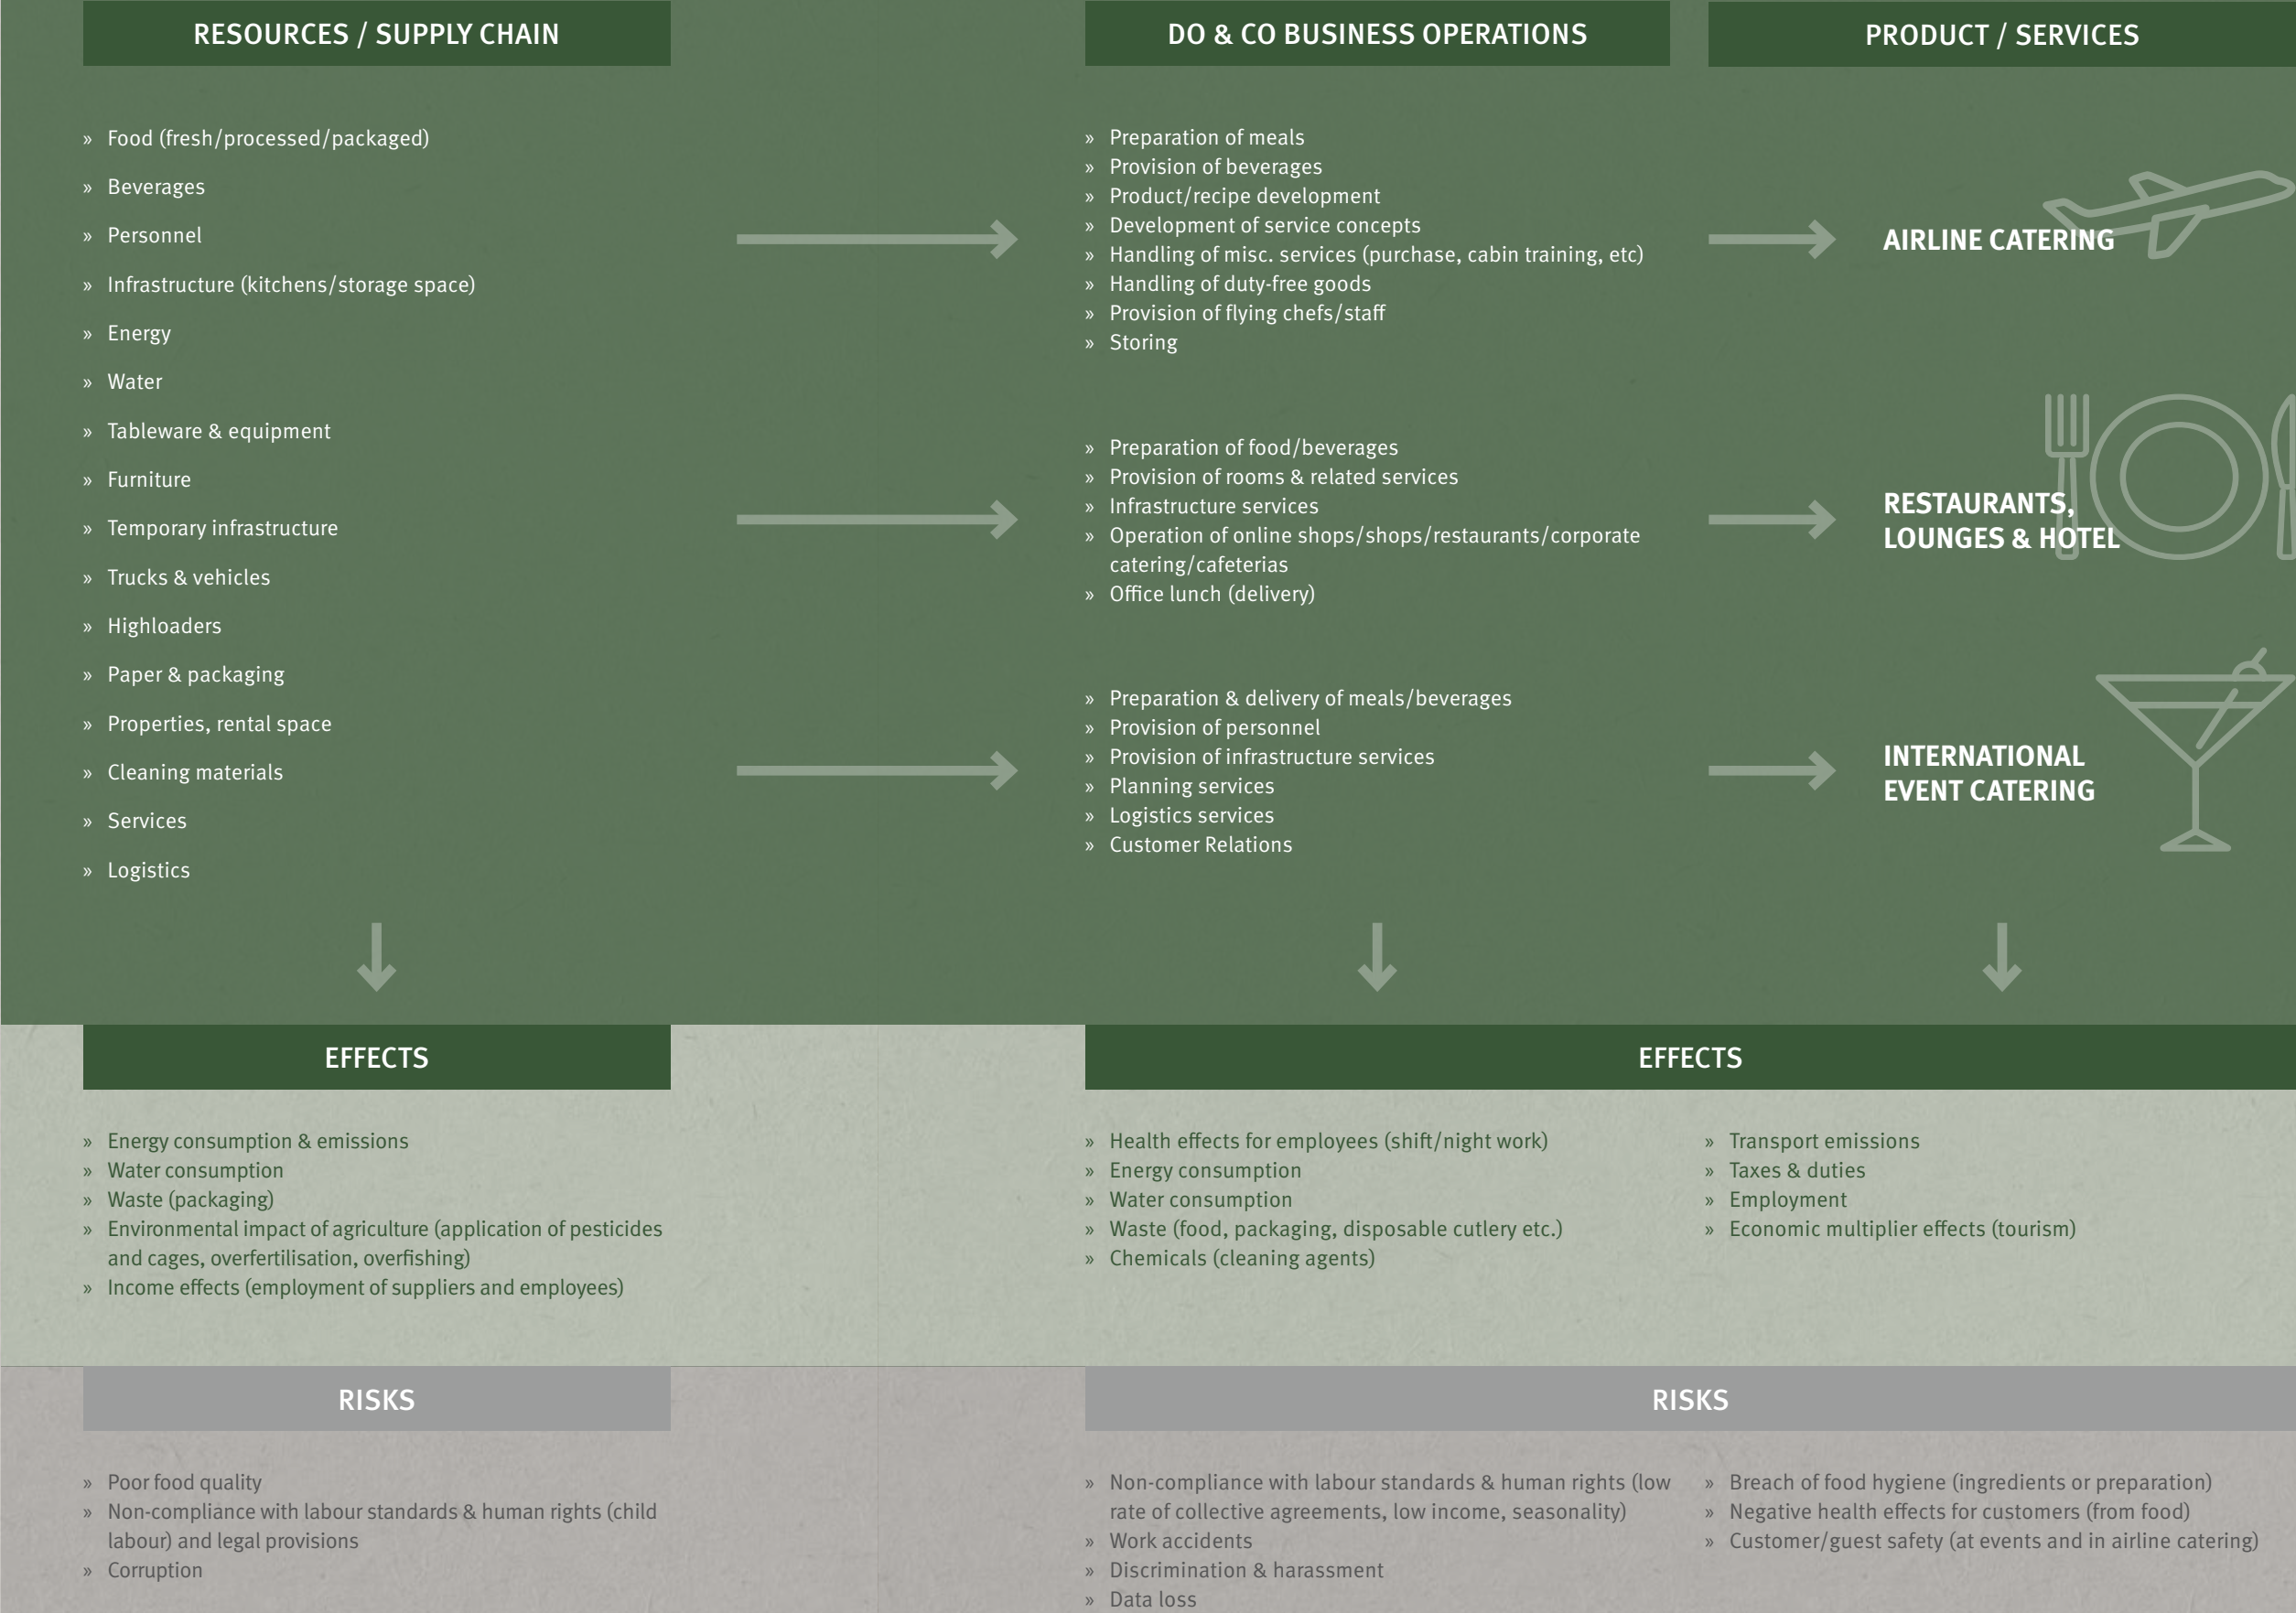 RESOURCES / SUPPLY CHAIN
» Food (fresh/processed/packaged)
» Beverages
» Personnel
» Infrastructure (kitchens/storage space)
» Energy
» Water
» Tableware & equipment
» Furniture
» Temporary infrastructure
» Trucks & vehicles
» Highloaders
» Paper & packaging
» Properties, rental space
» Cleaning materials
» Services
» Logistics
DO & CO BUSINESS OPERATIONS
» Preparation of meals
» Provision of beverages
» Product/recipe development
» Development of service concepts
» Handling of misc. services (purchase, cabin training, etc)
» Handling of duty-free goods
» Provision of flying chefs/staff
» Storing
» Preparation of food/beverages
» Provision of rooms & related services
» Infrastructure services
» Operation of online shops/shops/restaurants/corporate
catering/cafeterias
» Office lunch (delivery)
» Preparation & delivery of meals/beverages
» Provision of personnel
» Provision of infrastructure services
» Planning services
» Logistics services
» Customer Relations
PRODUCT / SERVICES
AIRLINE CATERING
RESTAURANTS,
LOUNGES & HOTEL
INTERNATIONAL
EVENT CATERING
EFFECTS
» Energy consumption & emissions
» Water consumption
» Waste (packaging)
» Environmental impact of agriculture (application of pesticides
and cages, overfertilisation, overfishing)
» Income effects (employment of suppliers and employees)
EFFECTS
» Health effects for employees (shift/night work)
» Energy consumption
» Water consumption
» Waste (food, packaging, disposable cutlery etc.)
» Chemicals (cleaning agents)
» Transport emissions
» Taxes & duties
» Employment
» Economic multiplier effects (tourism)
RISKS
» Poor food quality
» Non-compliance with labour standards & human rights (child
labour) and legal provisions
» Corruption
RISKS
» Non-compliance with labour standards & human rights (low
rate of collective agreements, low income, seasonality)
» Work accidents
» Discrimination & harassment
» Data loss
» Breach of food hygiene (ingredients or preparation)
» Negative health effects for customers (from food)
» Customer/guest safety (at events and in airline catering)